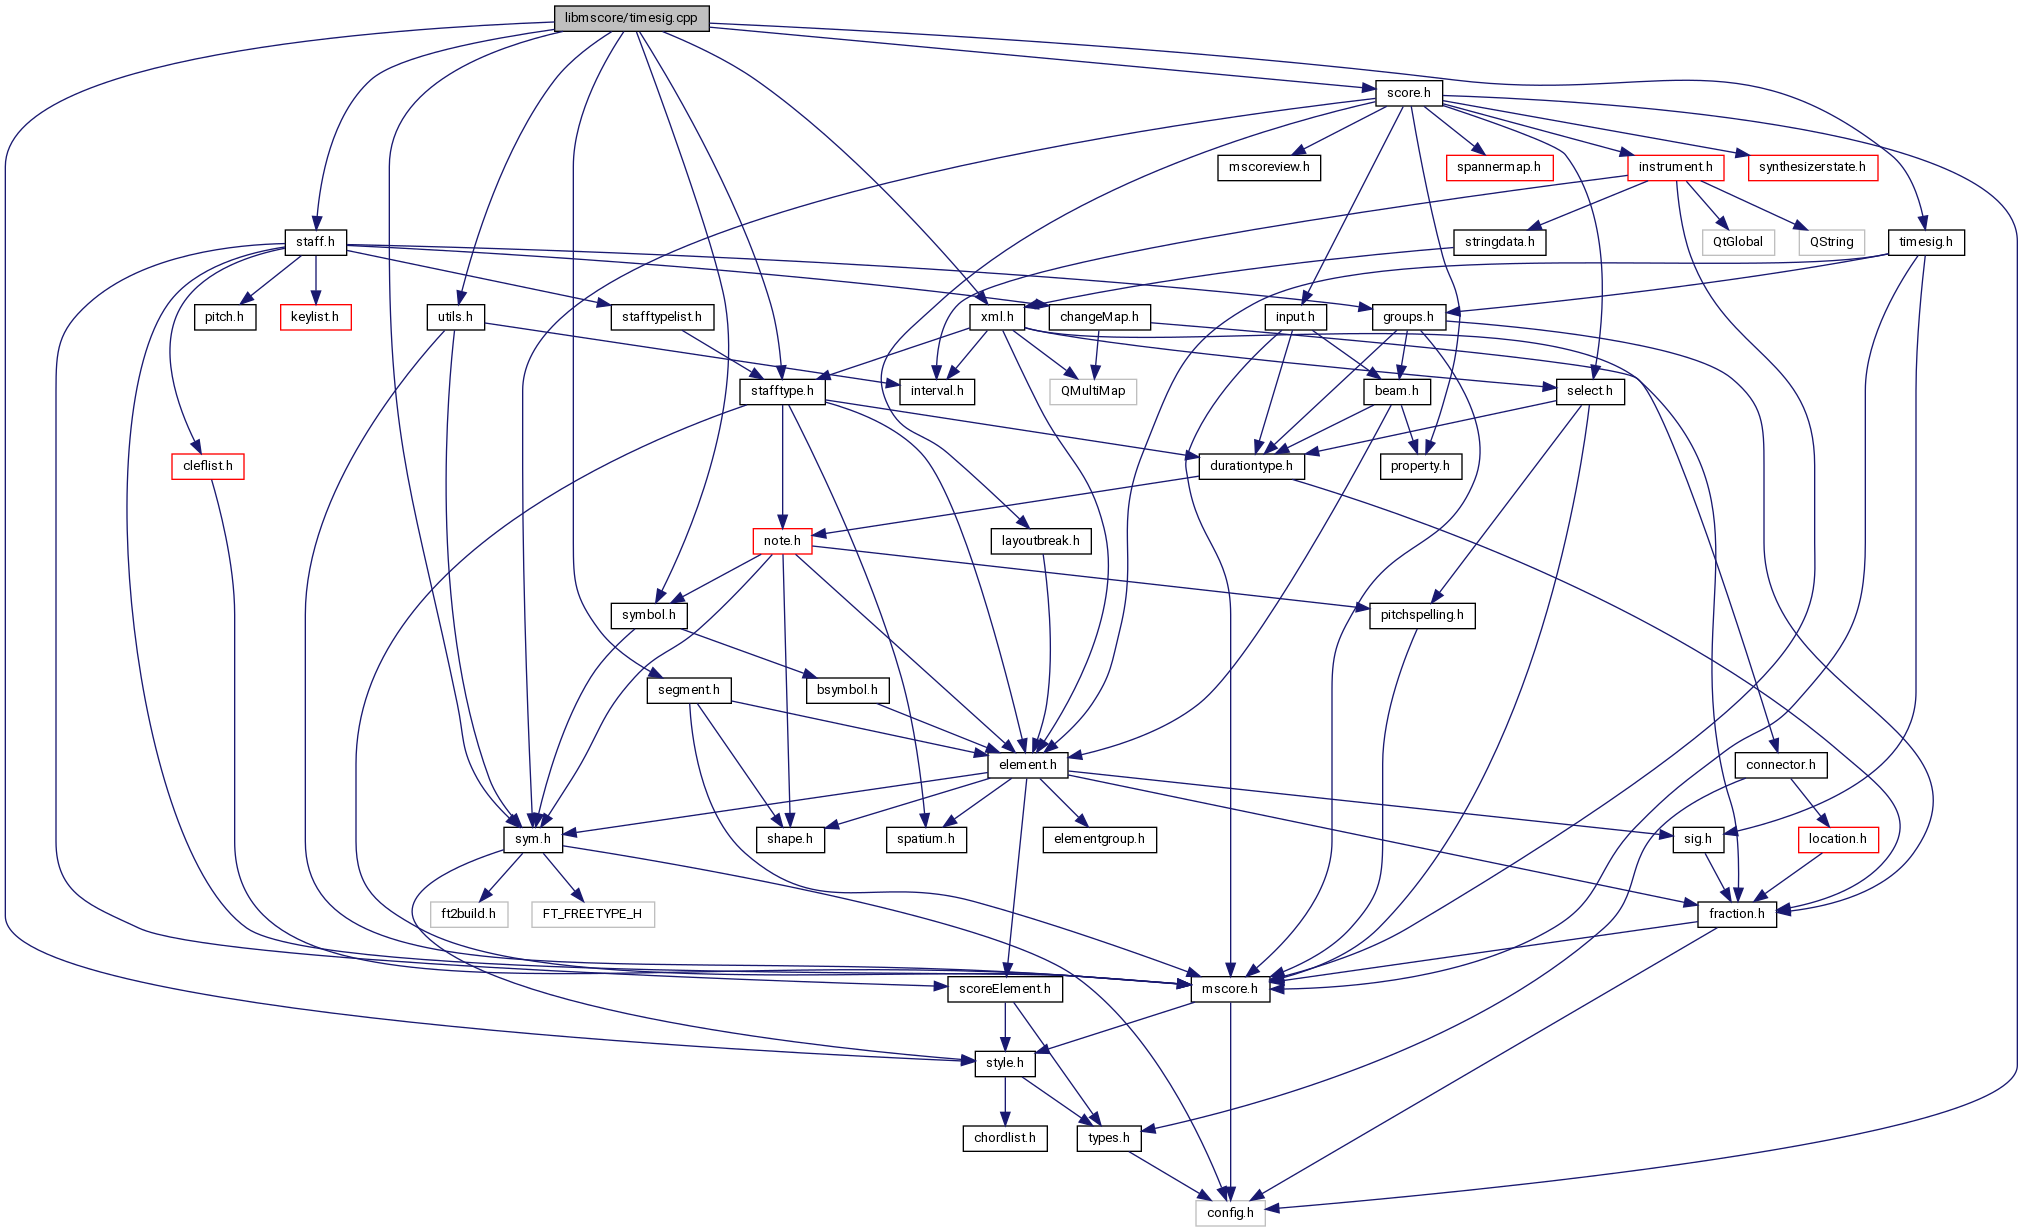 libmscore/timesig.cpp
score.h
mscoreview.h
spannermap.h
instrument.h
synthesizerstate.h
staff.h
stringdata.h
QtGlobal
QString
timesig.h
pitch.h
keylist.h
utils.h
stafftypelist.h
xml.h
changeMap.h
input.h
groups.h
stafftype.h
interval.h
QMultiMap
beam.h
select.h
cleflist.h
durationtype.h
property.h
note.h
layoutbreak.h
symbol.h
pitchspelling.h
segment.h
bsymbol.h
element.h
connector.h
sym.h
shape.h
spatium.h
elementgroup.h
sig.h
location.h
ft2build.h
FT_FREETYPE_H
fraction.h
scoreElement.h
mscore.h
style.h
chordlist.h
types.h
config.h